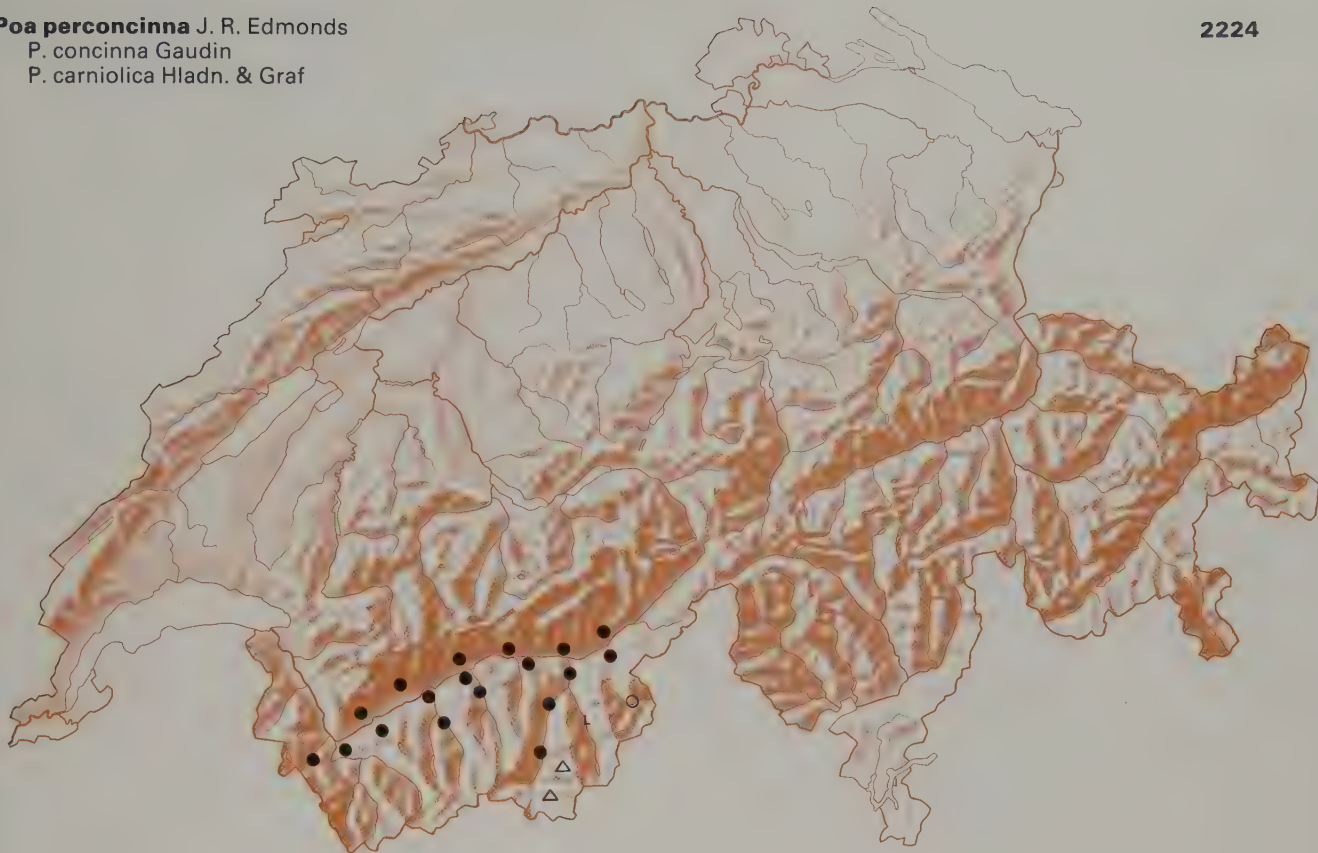 Poa perconcinna J. R. Edmonds
P. concinna Gaudin
P. carniolica Hladn. & Graf
2224
L